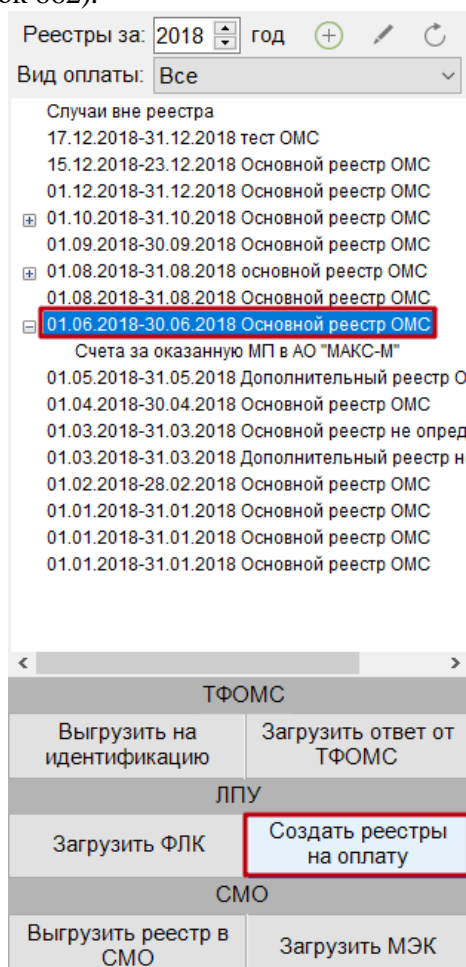 ок 662).
Реестры за: 2018 год
Вид оплаты: Все
Случаи вне реестра
17.12.2018-31.12.2018 тест ОМС
15.12.2018-23.12.2018 Основной реестр ОМС
01.12.2018-31.12.2018 Основной реестр ОМС
01.10.2018-31.10.2018 Основной реестр ОМС
01.09.2018-30.09.2018 Основной реестр ОМС
01.08.2018-31.08.2018 основной реестр ОМС
01.08.2018-31.08.2018 Основной реестр ОМС
01.06.2018-30.06.2018 Основной реестр ОМС
Счета за оказанную МП в АО "МАКС-М"
01.05.2018-31.05.2018 Дополнительный реестр О
01.04.2018-30.04.2018 Основной реестр ОМС
01.03.2018-31.03.2018 Основной реестр не опред
01.03.2018-31.03.2018 Дополнительный реестр н
01.02.2018-28.02.2018 Основной реестр ОМС
01.01.2018-31.01.2018 Основной реестр ОМС
01.01.2018-31.01.2018 Основной реестр ОМС
01.01.2018-31.01.2018 Основной реестр ОМС
ТФОМС
Выгрузить на
идентификацию
Загрузить ответ от
ТФОМС
ЛПУ
Загрузить ФЛК
Создать реестры
на оплату
СМО
Выгрузить реестр в
СМО
Загрузить МЭК